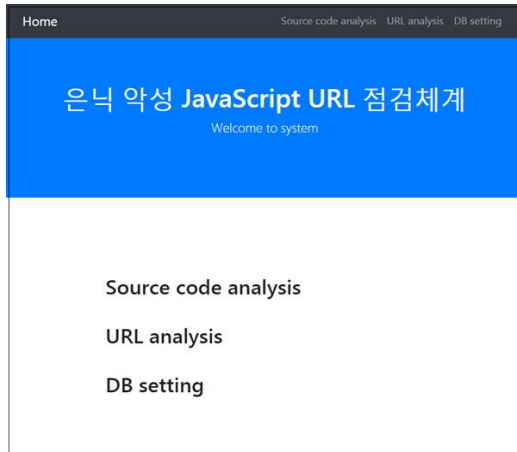 Home Source code analysis URL analysis DB setting
은닉 악성 JavaScript URL 점검체계
Welcome to system
Source code analysis
URL analysis
DB setting